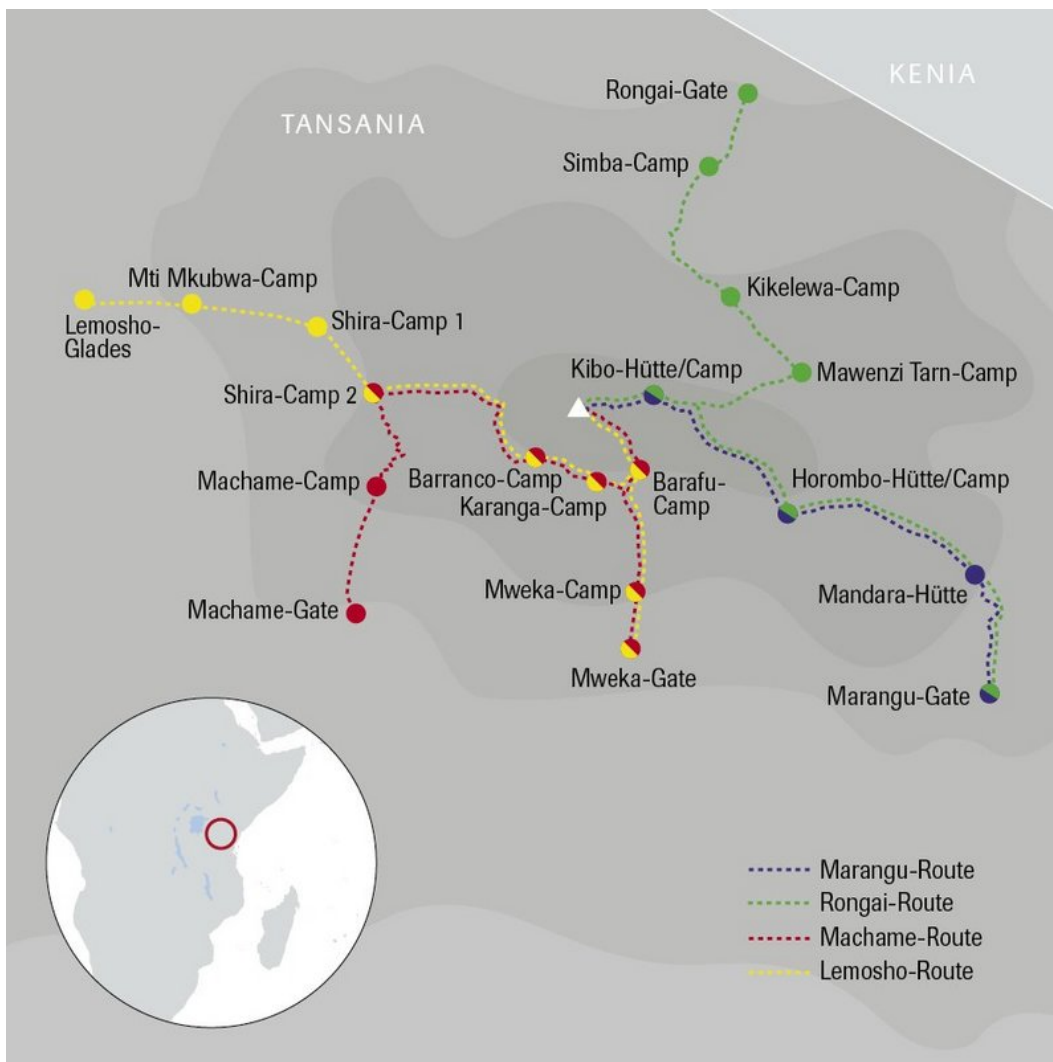 KENIA
Rongai-Gate
TANSANIA
Simba-Camp
Mti Mkubwa-Camp
Kikelewa-Camp
Lemosho-
Glades
Shira-Camp 1
Kibo-Hütte/Camp
Mawenzi Tarn-Camp
Shira-Camp 2
Machame-Camp
Barranco-Camp
Karanga-Camp
Barafu-
Camp
Horombo-Hütte/Camp
Mweka-Camp
Mandara-Hütte
Machame-Gate
Mweka-Gate
Marangu-Gate
Marangu-Route
Rongai-Route
Machame-Route
Lemosho-Route